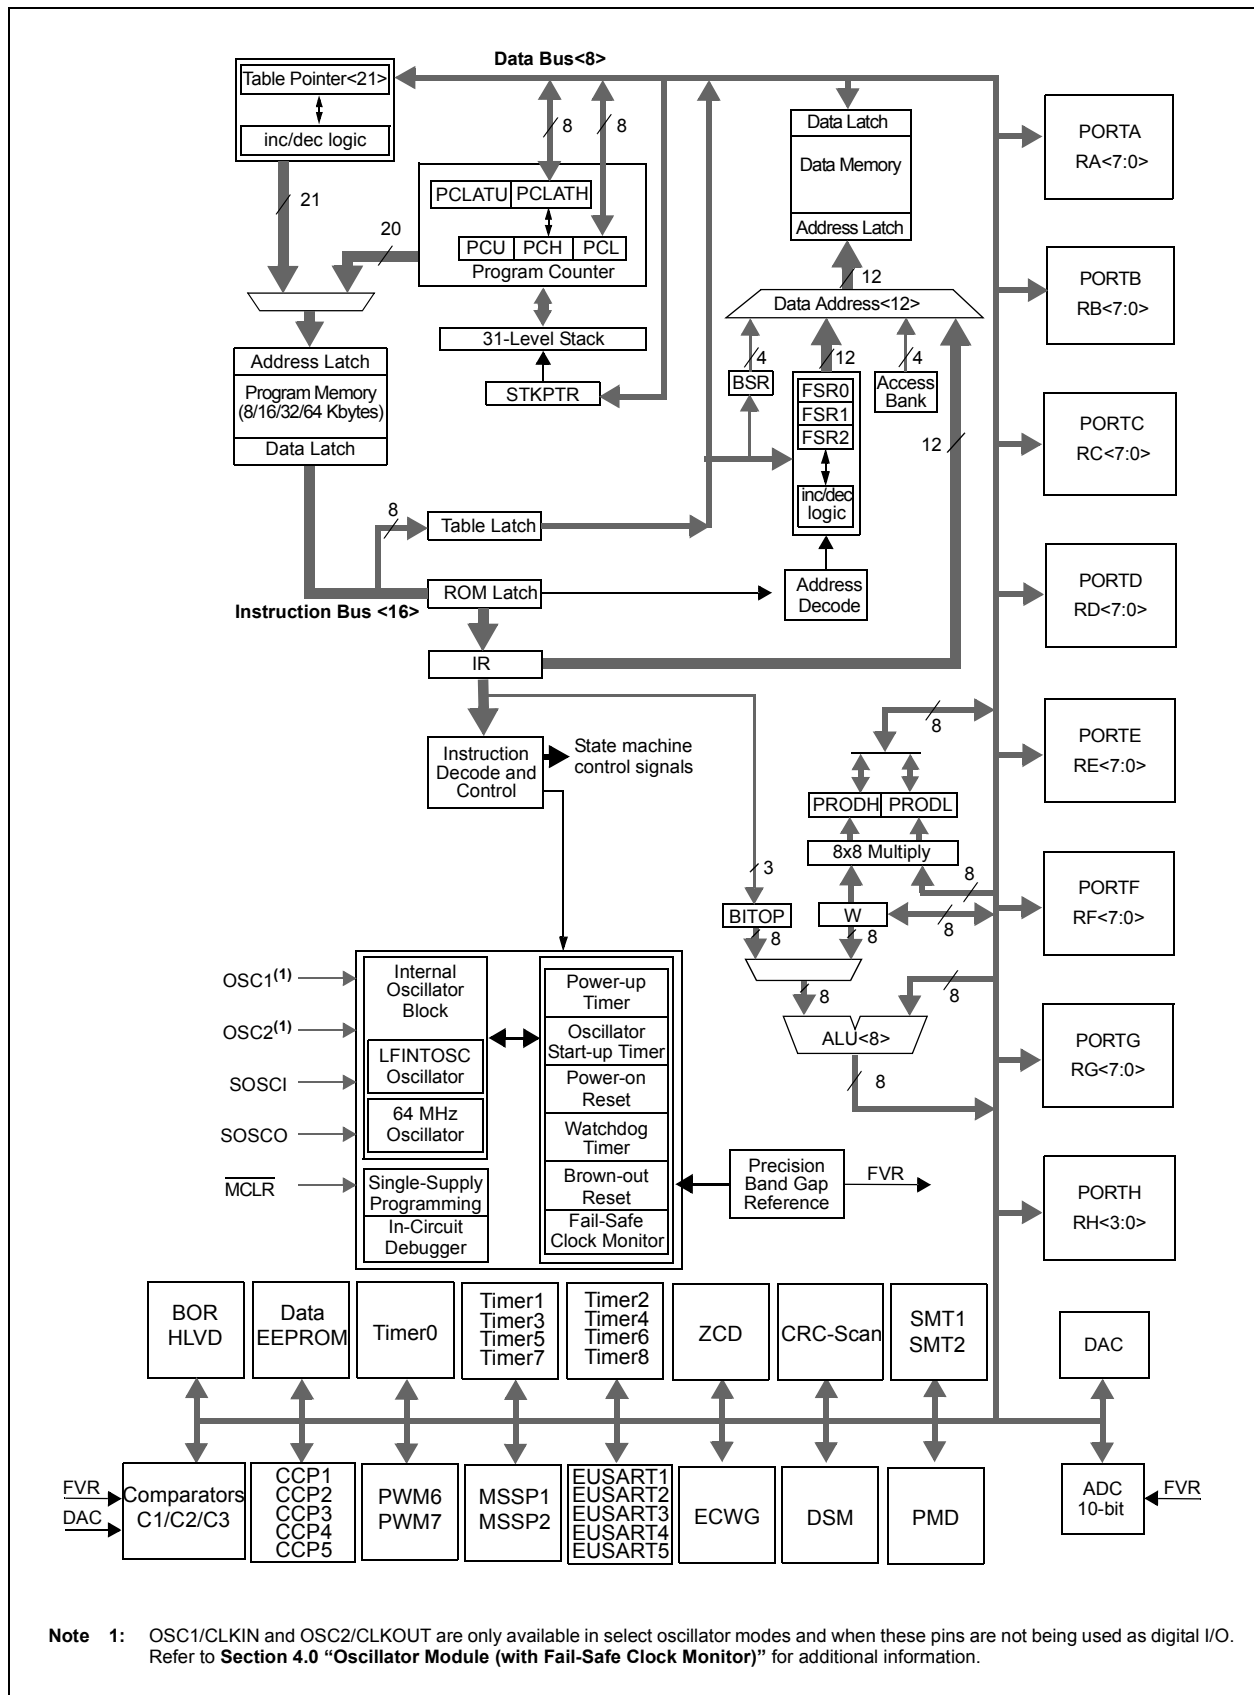 Data Bus<8>
Table Pointer<21>
inc/dec logic
21
20
8
8
PCLATU PCLATH
PCU PCH PCL
Program Counter
31-Level Stack
STKPTR
Data Latch
Data Memory
Address Latch
12
Data Address<12>
4
12
4
BSR
FSR0
FSR1
FSR2
inc/dec
logic
Access
Bank
12
Address Latch
Program Memory
(8/16/32/64 Kbytes)
Data Latch
8
Table Latch
ROM Latch
Instruction Bus <16>
Address
Decode
IR
Instruction
Decode and
Control
State machine
control signals
8
PRODH PRODL
8x8 Multiply
3
8
BITOP
W
8
8
8
8
8
ALU<8>
8
PORTA
RA<7:0>
PORTB
RB<7:0>
PORTC
RC<7:0>
PORTD
RD<7:0>
PORTE
RE<7:0>
PORTF
RF<7:0>
PORTG
RG<7:0>
PORTH
RH<3:0>
OSC1(1)
OSC2(1)
SOSCI
SOSCO
MCLR
Internal
Oscillator
Block
LFINTOSC
Oscillator
64 MHz
Oscillator
Single-Supply
Programming
In-Circuit
Debugger
Power-up
Timer
Oscillator
Start-up Timer
Power-on
Reset
Watchdog
Timer
Brown-out
Reset
Fail-Safe
Clock Monitor
Precision
Band Gap
Reference
FVR
BOR
HLVD
Data
EEPROM
Timer0
Timer1
Timer3
Timer5
Timer7
Timer2
Timer4
Timer6
Timer8
ZCD
CRC-Scan
SMT1
SMT2
DAC
FVR
DAC
Comparators
C1/C2/C3
CCP1
CCP2
CCP3
CCP4
CCP5
PWM6
PWM7
MSSP1
MSSP2
EUSART1
EUSART2
EUSART3
EUSART4
EUSART5
ECWG
DSM
PMD
ADC
10-bit
FVR
Note 1: OSC1/CLKIN and OSC2/CLKOUT are only available in select oscillator modes and when these pins are not being used as digital I/O.
Refer to Section 4.0 “Oscillator Module (with Fail-Safe Clock Monitor)” for additional information.